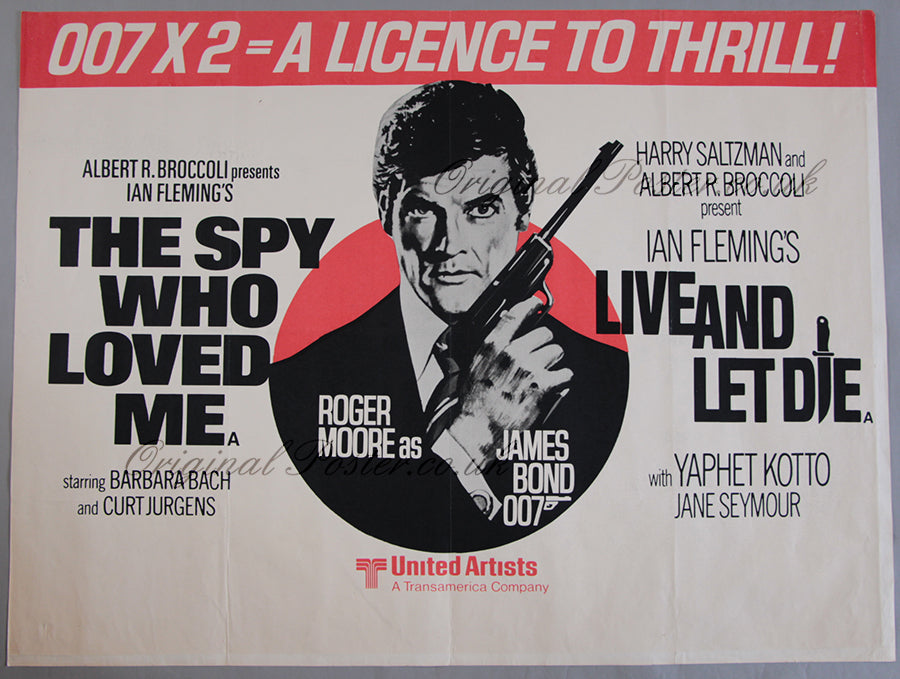 007 X 2 = A LICENCE TO THRILL!
ALBERT R. BROCCOLI presents
IAN FLEMING'S
THE SPY
WHO
LOVED
ME A
starring BARBARA BACH
and CURT JURGENS
ROGER
MOORE as
JAMES
BOND
007
HARRY SALTZMAN and
ALBERT R. BROCCOLI
present
IAN FLEMING'S
LIVE AND
LET DIE A
with YAPHET KOTTO
JANE SEYMOUR
United Artists
A Transamerica Company
Original Poster.co.uk
Original Poster.co.uk